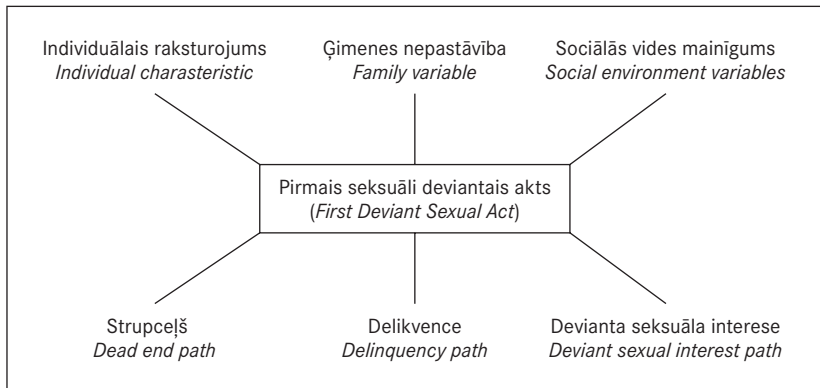 Individuālais raksturojums
Individual charasteristic
Ģimenes nepastāvība
Family variable
Sociālās vides mainīgums
Social environment variables
Pirmais seksuāli deviantais akts
(First Deviant Sexual Act)
Strupceļš
Dead end path
Delikvence
Delinquency path
Devianta seksuāla interese
Deviant sexual interest path